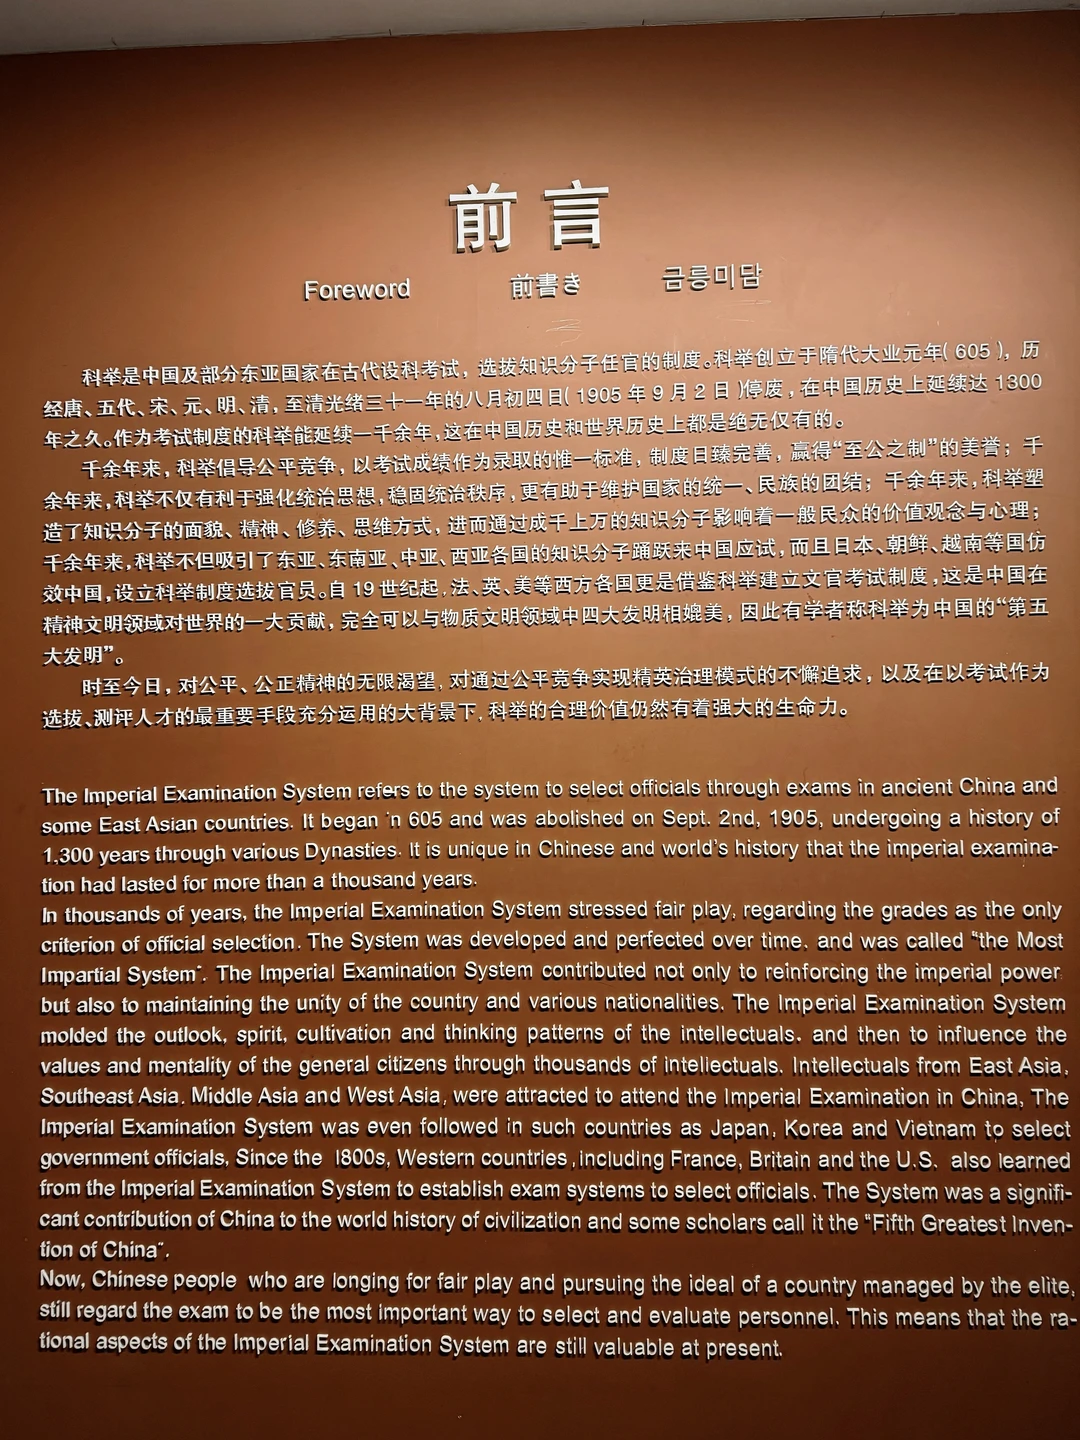 前言
Foreword 前書き 금릉미담
科举是中国及部分东亚国家在古代设科考试，选拔知识分子任官的制度。科举创立于隋代大业元年（605），历
经唐、五代、宋、元、明、清，至清光绪三十一年的八月初四日（1905年9月2日）停废，在中国历史上延续达1300
年之久。作为考试制度的科举能延续一千余年，这在中国历史和世界历史上都是绝无仅有的。
千余年来，科举倡导公平竞争，以考试成绩作为录取的惟一标准，制度日臻完善，赢得“至公之制”的美誉；千
余年来，科举不仅有利于强化统治思想，稳固统治秩序，更有助于维护国家的统一、民族的团结；千余年来，科举塑
造了知识分子的面貌、精神、修养、思维方式，进而通过成千上万的知识分子影响着一般民众的价值观念与心理；
千余年来，科举不但吸引了东亚、东南亚、中亚、西亚各国的知识分子踊跃来中国应试，而且日本、朝鲜、越南等国仿
效中国，设立科举制度选拔官员。自19世纪起，法、英、美等西方各国更是借鉴科举建立文官考试制度，这是中国在
精神文明领域对世界的一大贡献，完全可以与物质文明领域中四大发明相媲美，因此有学者称科举为中国的“第五
大发明”。
时至今日，对公平、公正精神的无限渴望，对通过公平竞争实现精英治理模式的不懈追求，以及在以考试作为
选拔、测评人才的最重要手段充分运用的大背景下，科举的合理价值仍然有着强大的生命力。
The Imperial Examination System refers to the system to select officials through exams in ancient China and
some East Asian countries. It began 'n 605 and was abolished on Sept. 2nd, 1905, undergoing a history of
1,300 years through various Dynasties. It is unique in Chinese and world's history that the imperial examina-
tion had lasted for more than a thousand years.
In thousands of years, the Imperial Examination System stressed fair play, regarding the grades as the only
criterion of official selection. The System was developed and perfected over time, and was called "the Most
Impartial System". The Imperial Examination System contributed not only to reinforcing the imperial power
but also to maintaining the unity of the country and various nationalities. The Imperial Examination System
molded the outlook, spirit, cultivation and thinking patterns of the intellectuals. and then to influence the
values and mentality of the general citizens through thousands of intellectuals. Intellectuals from East Asia,
Southeast Asia, Middle Asia and West Asia, were attracted to attend the Imperial Examination in China, The
Imperial Examination System was even followed in such countries as Japan, Korea and Vietnam to select
government officials, Since the 1800s, Western countries, including France, Britain and the U.S. also learned
from the Imperial Examination System to establish exam systems to select officials. The System was a signifi-
cant contribution of China to the world history of civilization and some scholars call it the "Fifth Greatest Inven-
tion of China".
Now, Chinese people who are longing for fair play and pursuing the ideal of a country managed by the elite,
still regard the exam to be the most important way to select and evaluate personnel. This means that the ra-
tional aspects of the Imperial Examination System are still valuable at present.